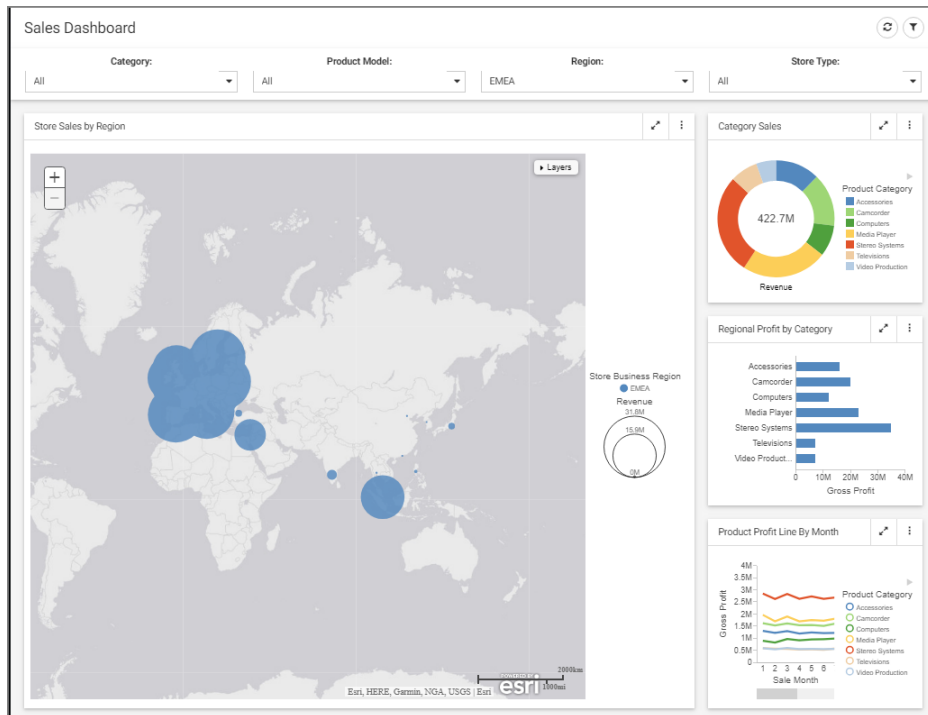 Sales Dashboard
Category:
Product Model:
Region:
Store Type:
All
All
EMEA
All
Store Sales by Region
+
−
Layers
Store Business Region
EMEA
Revenue
31.8M
15.9M
0M
2000km
1000mi
Esri, HERE, Garmin, NGA, USGS | Esri
esri
Category Sales
422.7M
Revenue
Product Category
Accessories
Camcorder
Computers
Media Player
Stereo Systems
Televisions
Video Production
Regional Profit by Category
Accessories
Camcorder
Computers
Media Player
Stereo Systems
Televisions
Video Product...
0 10M 20M 30M 40M
Gross Profit
Product Profit Line By Month
4M
3.5M
3M
2.5M
2M
1.5M
1M
0.5M
0
Gross Profit
1 2 3 4 5 6
Sale Month
Product Category
Accessories
Camcorder
Computers
Media Player
Stereo Systems
Televisions
Video Production